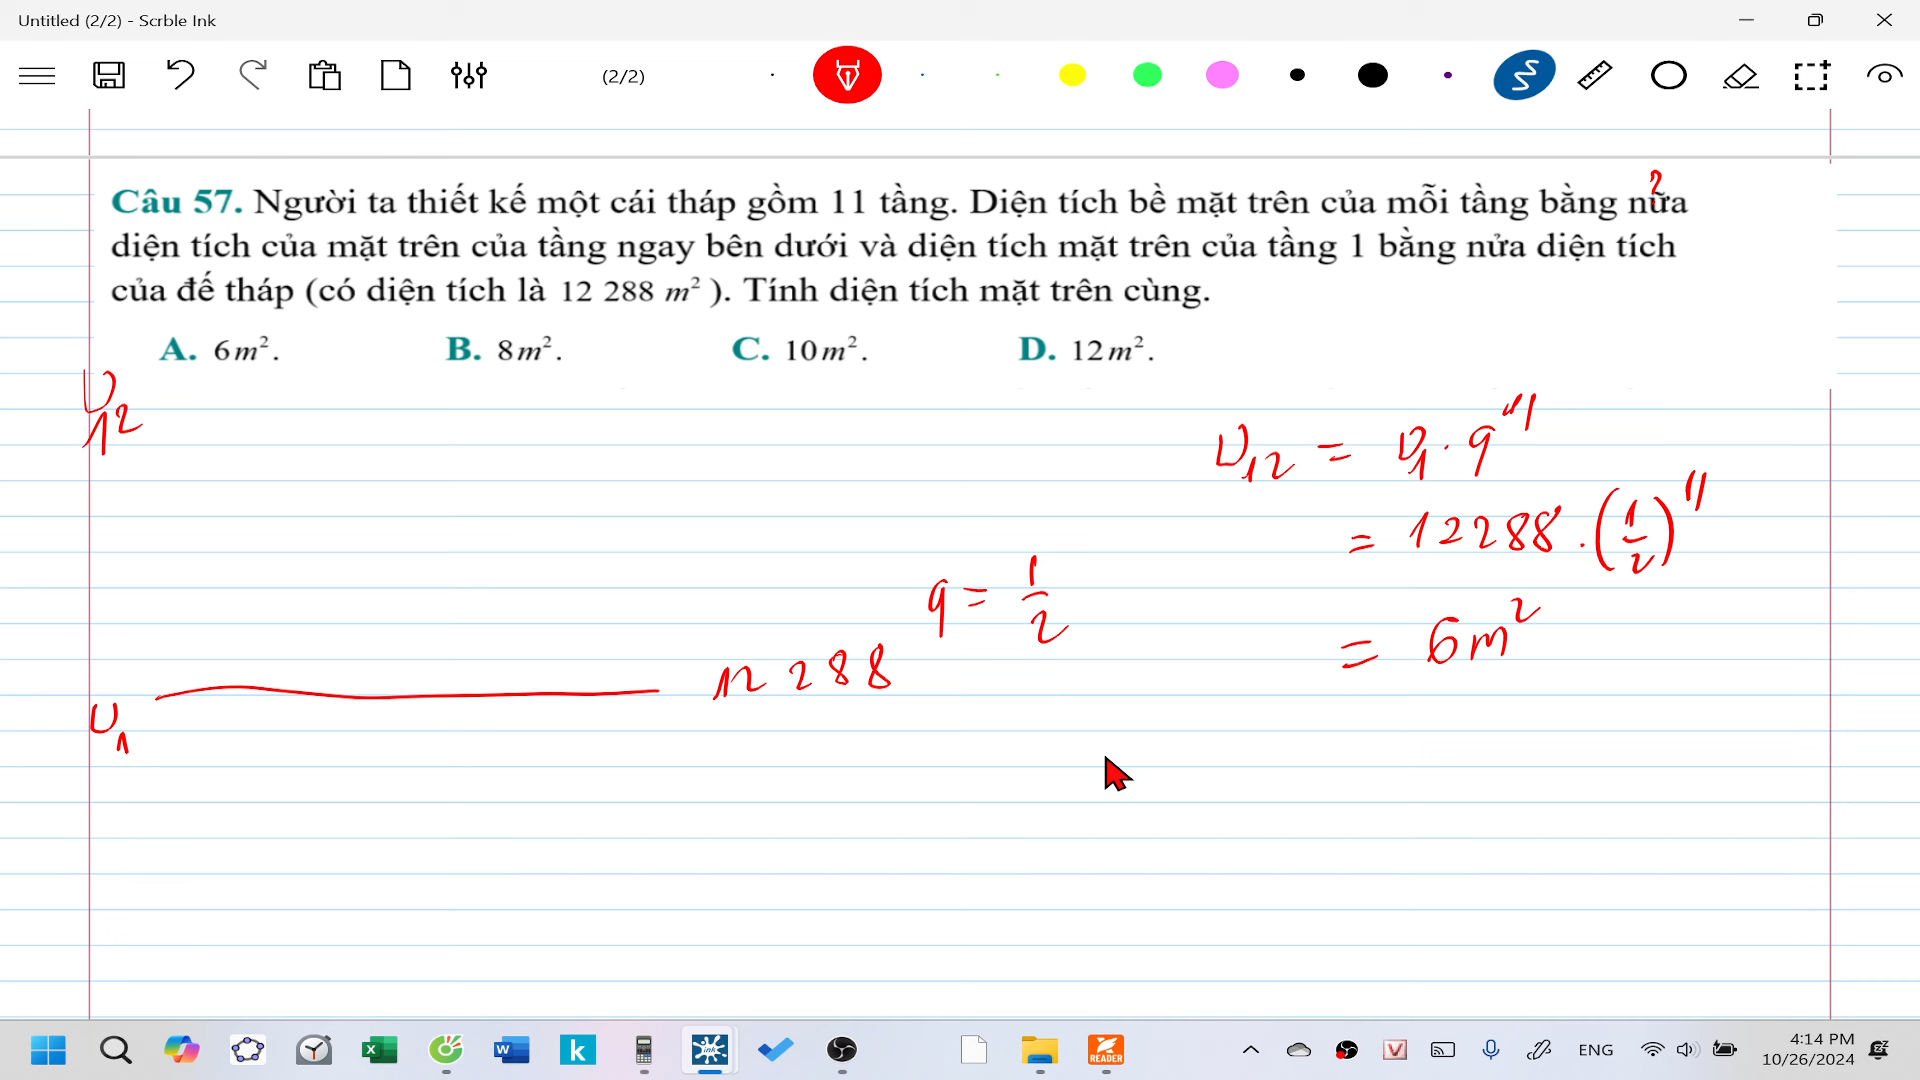 Untitled (2/2) - Scrble Ink
(2/2)
Câu 57. Người ta thiết kế một cái tháp gồm 11 tầng. Diện tích bề mặt trên của mỗi tầng bằng nữa
diện tích của mặt trên của tầng ngay bên dưới và diện tích mặt trên của tầng 1 bằng nửa diện tích
của đế tháp (có diện tích là 12 288 m²). Tính diện tích mặt trên cùng.
A. 6m². B. 8m². C. 10m². D. 12m².
U₁₂
U₁₂ = U₁ · q¹¹
= 12288 . (1/2)¹¹
q = 1/2
= 6m²
12 288
U₁
ink
READER
ENG
4:14 PM
10/26/2024